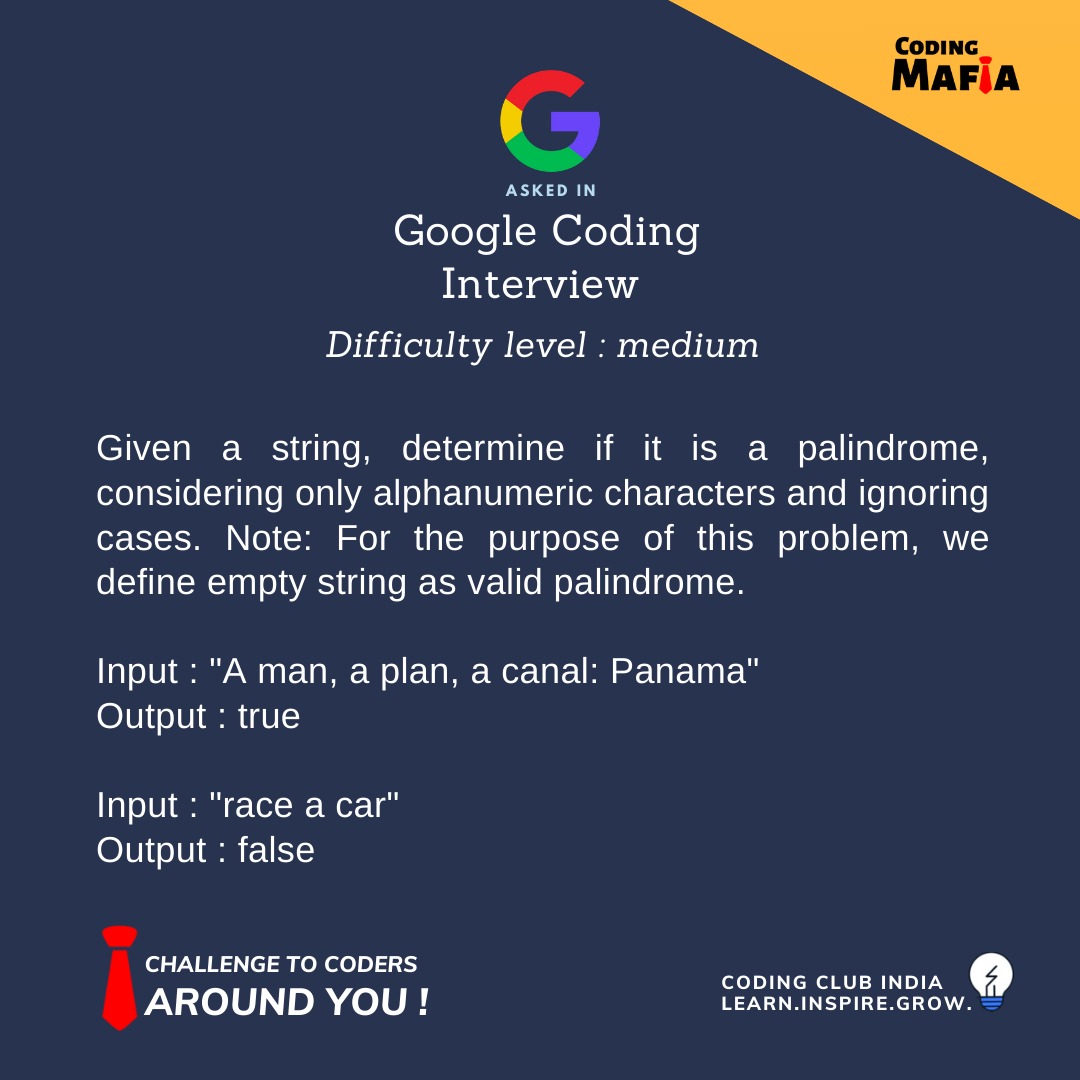 CODING
MAFIA
G
ASKED IN
Google Coding
Interview
Difficulty level : medium
Given a string, determine if it is a palindrome,
considering only alphanumeric characters and ignoring
cases. Note: For the purpose of this problem, we
define empty string as valid palindrome.
Input : "A man, a plan, a canal: Panama"
Output : true
Input : "race a car"
Output : false
CHALLENGE TO CODERS
AROUND YOU !
CODING CLUB INDIA
LEARN.INSPIRE.GROW.